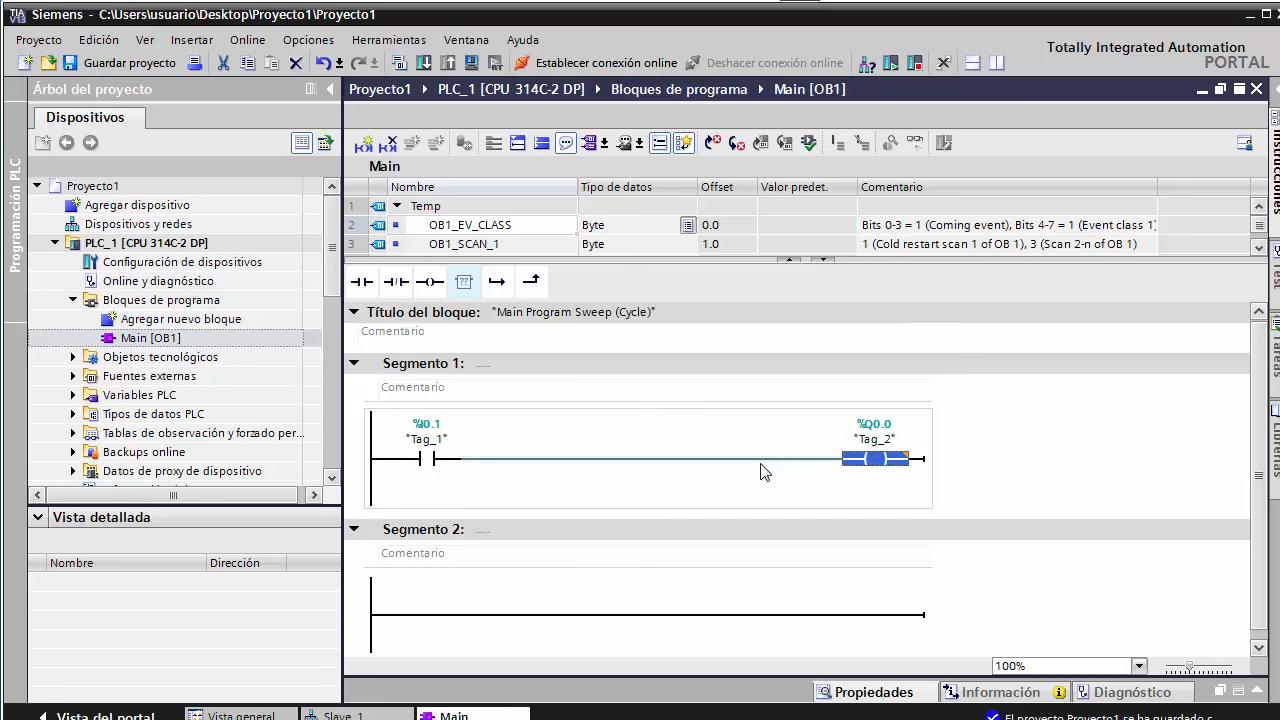 TIA V13 Siemens - C:\Users\usuario\Desktop\Proyecto1\Proyecto1
Proyecto Edición Ver Insertar Online Opciones Herramientas Ventana Ayuda
Totally Integrated Automation
PORTAL
Guardar proyecto Establecer conexión online Deshacer conexión online
Árbol del proyecto
Proyecto1 PLC_1 [CPU 314C-2 DP] Bloques de programa Main [OB1]
Dispositivos
Programación PLC
Proyecto1
Agregar dispositivo
Dispositivos y redes
PLC_1 [CPU 314C-2 DP]
Configuración de dispositivos
Online y diagnóstico
Bloques de programa
Agregar nuevo bloque
Main [OB1]
Objetos tecnológicos
Fuentes externas
Variables PLC
Tipos de datos PLC
Tablas de observación y forzado per...
Backups online
Datos de proxy de dispositivo
Vista detallada
Nombre Dirección
Main
Nombre Tipo de datos Offset Valor predet. Comentario
1 Temp
2 OB1_EV_CLASS Byte 0.0 Bits 0-3 = 1 (Coming event), Bits 4-7 = 1 (Event class 1)
3 OB1_SCAN_1 Byte 1.0 1 (Cold restart scan 1 of OB 1), 3 (Scan 2-n of OB 1)
??
Título del bloque: "Main Program Sweep (Cycle)"
Comentario
Segmento 1: .....
Comentario
%I0.1 %Q0.0
"Tag_1" "Tag_2"
Segmento 2: .....
Comentario
100%
Propiedades Información Diagnóstico
Instrucciones
Test
Tareas
Librerías
Vista del portal Vista general Slave_1 Main El proyecto Proyecto1 se ha guardado c